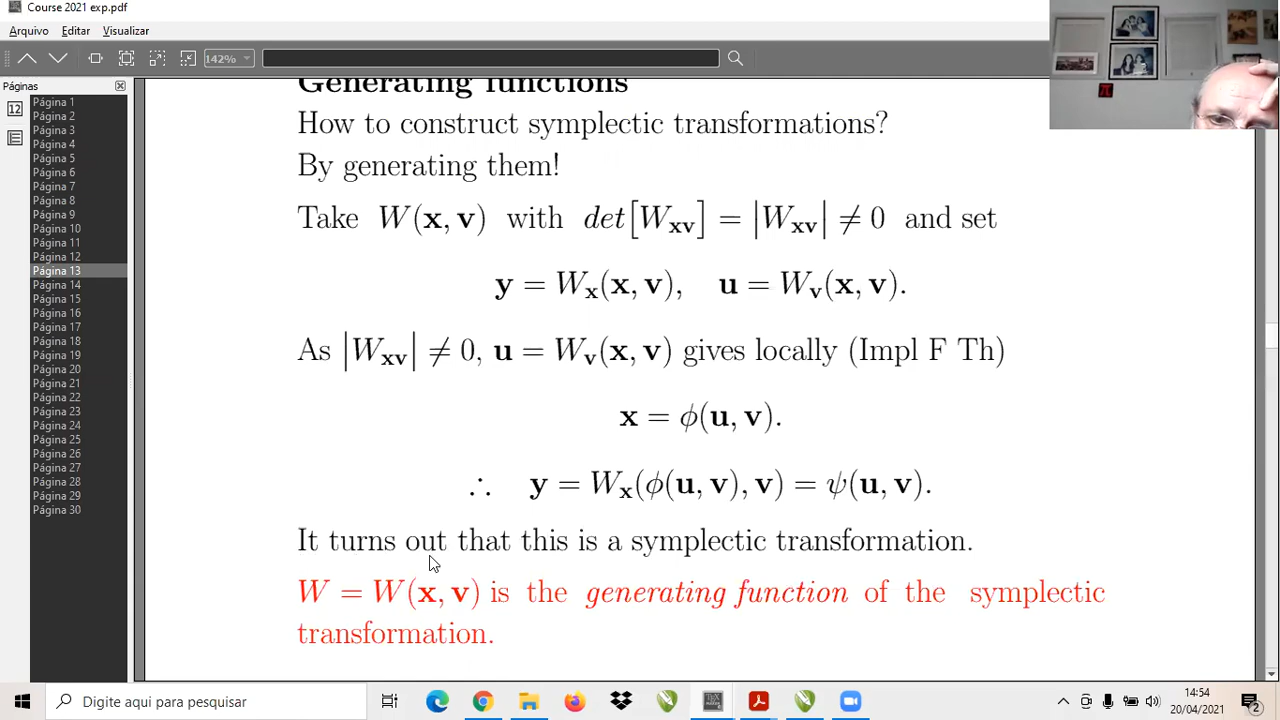 Course 2021 exp.pdf
Arquivo Editar Visualizar
142%
Páginas
12
Página 1
Página 2
Página 3
Página 4
Página 5
Página 6
Página 7
Página 8
Página 9
Página 10
Página 11
Página 12
Página 13
Página 14
Página 15
Página 16
Página 17
Página 18
Página 19
Página 20
Página 21
Página 22
Página 23
Página 24
Página 25
Página 26
Página 27
Página 28
Página 29
Página 30
Generating functions
How to construct symplectic transformations?
By generating them!
Take W(x, v) with det[W_xv] = |W_xv| ≠ 0 and set
y = W_x(x, v), u = W_v(x, v).
As |W_xv| ≠ 0, u = W_v(x, v) gives locally (Impl F Th)
x = ϕ(u, v).
∴ y = W_x(ϕ(u, v), v) = ψ(u, v).
It turns out that this is a symplectic transformation.
W = W(x, v) is the generating function of the symplectic
transformation.
π
Digite aqui para pesquisar
14:54
20/04/2021
2